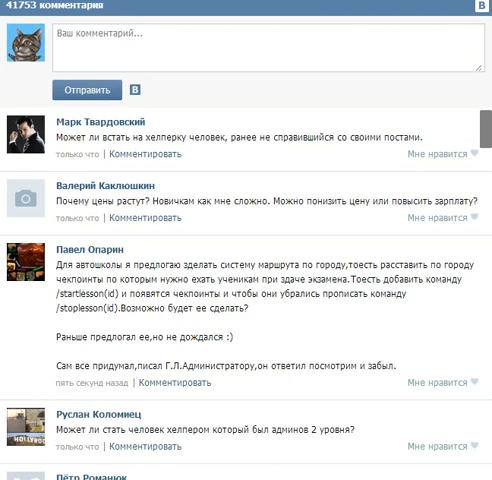 41753 комментария
В
Ваш комментарий...
Отправить
В
Марк Твардовский
Может ли встать на хелперку человек, ранее не справившийся со своими постами.
только что | Комментировать
Мне нравится
Валерий Каклюшкин
Почему цены растут? Новичкам как мне сложно. Можно понизить цену или повысить зарплату?
только что | Комментировать
Мне нравится
Павел Опарин
Для автошколы я предлогаю зделать систему маршрута по городу,тоесть расставить по городу
чекпоинты по которым нужно ехать ученикам при здаче экзамена.Тоесть добавить команду
/startlesson(id) и появятся чекпоинты и чтобы они убрались прописать команду
/stoplesson(id).Возможно будет ее сделать?
Раньше предлогал ее,но не дождался :)
Сам все придумал,писал Г.Л.Администратору,он ответил посмотрим и забыл.
пять секунд назад | Комментировать
Мне нравится
Руслан Коломиец
Может ли стать человек хелпером который был админов 2 уровня?
только что | Комментировать
Мне нравится
Пётр Романюк